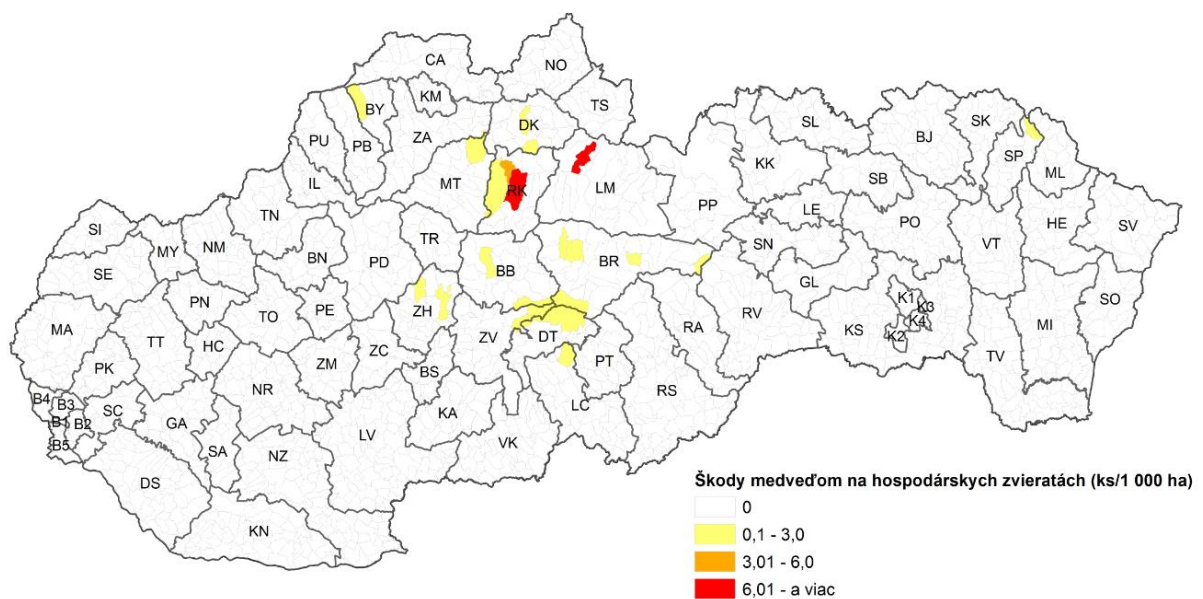 CA
NO
KM
TS
BY
DK
SL
SK
BJ
PU
PB
ZA
SP
KK
ML
IL
MT
RK
LM
SB
PP
LE
PO
HE
SV
TN
SI
MY
NM
TR
SN
VT
BN
PD
BB
BR
SE
GL
PN
PE
ZH
K1
K3
SO
TO
RA
RV
K4
MA
KS
MI
TT
HC
ZV
DT
K2
ZC
PT
TV
PK
ZM
BS
NR
RS
B4
B3
SC
GA
KA
LC
B1
B2
LV
VK
B5
SA
NZ
DS
KN
Škody medveďom na hospodárskych zvieratách (ks/1 000 ha)
0
0,1 - 3,0
3,01 - 6,0
6,01 - a viac